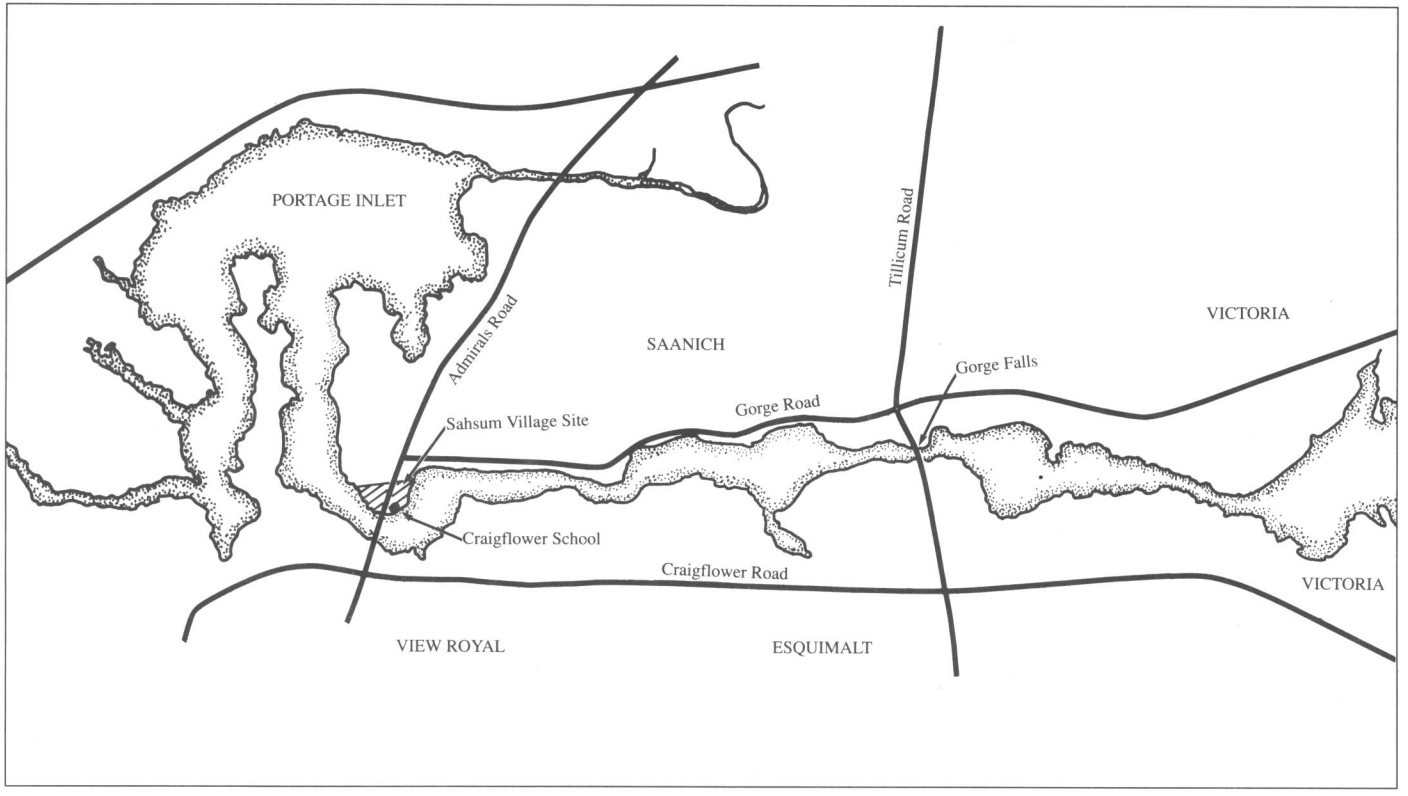 PORTAGE INLET
Tillicum Road
VICTORIA
Admirals Road
SAANICH
Gorge Falls
Gorge Road
Sahsum Village Site
Craigflower School
Craigflower Road
VICTORIA
VIEW ROYAL
ESQUIMALT